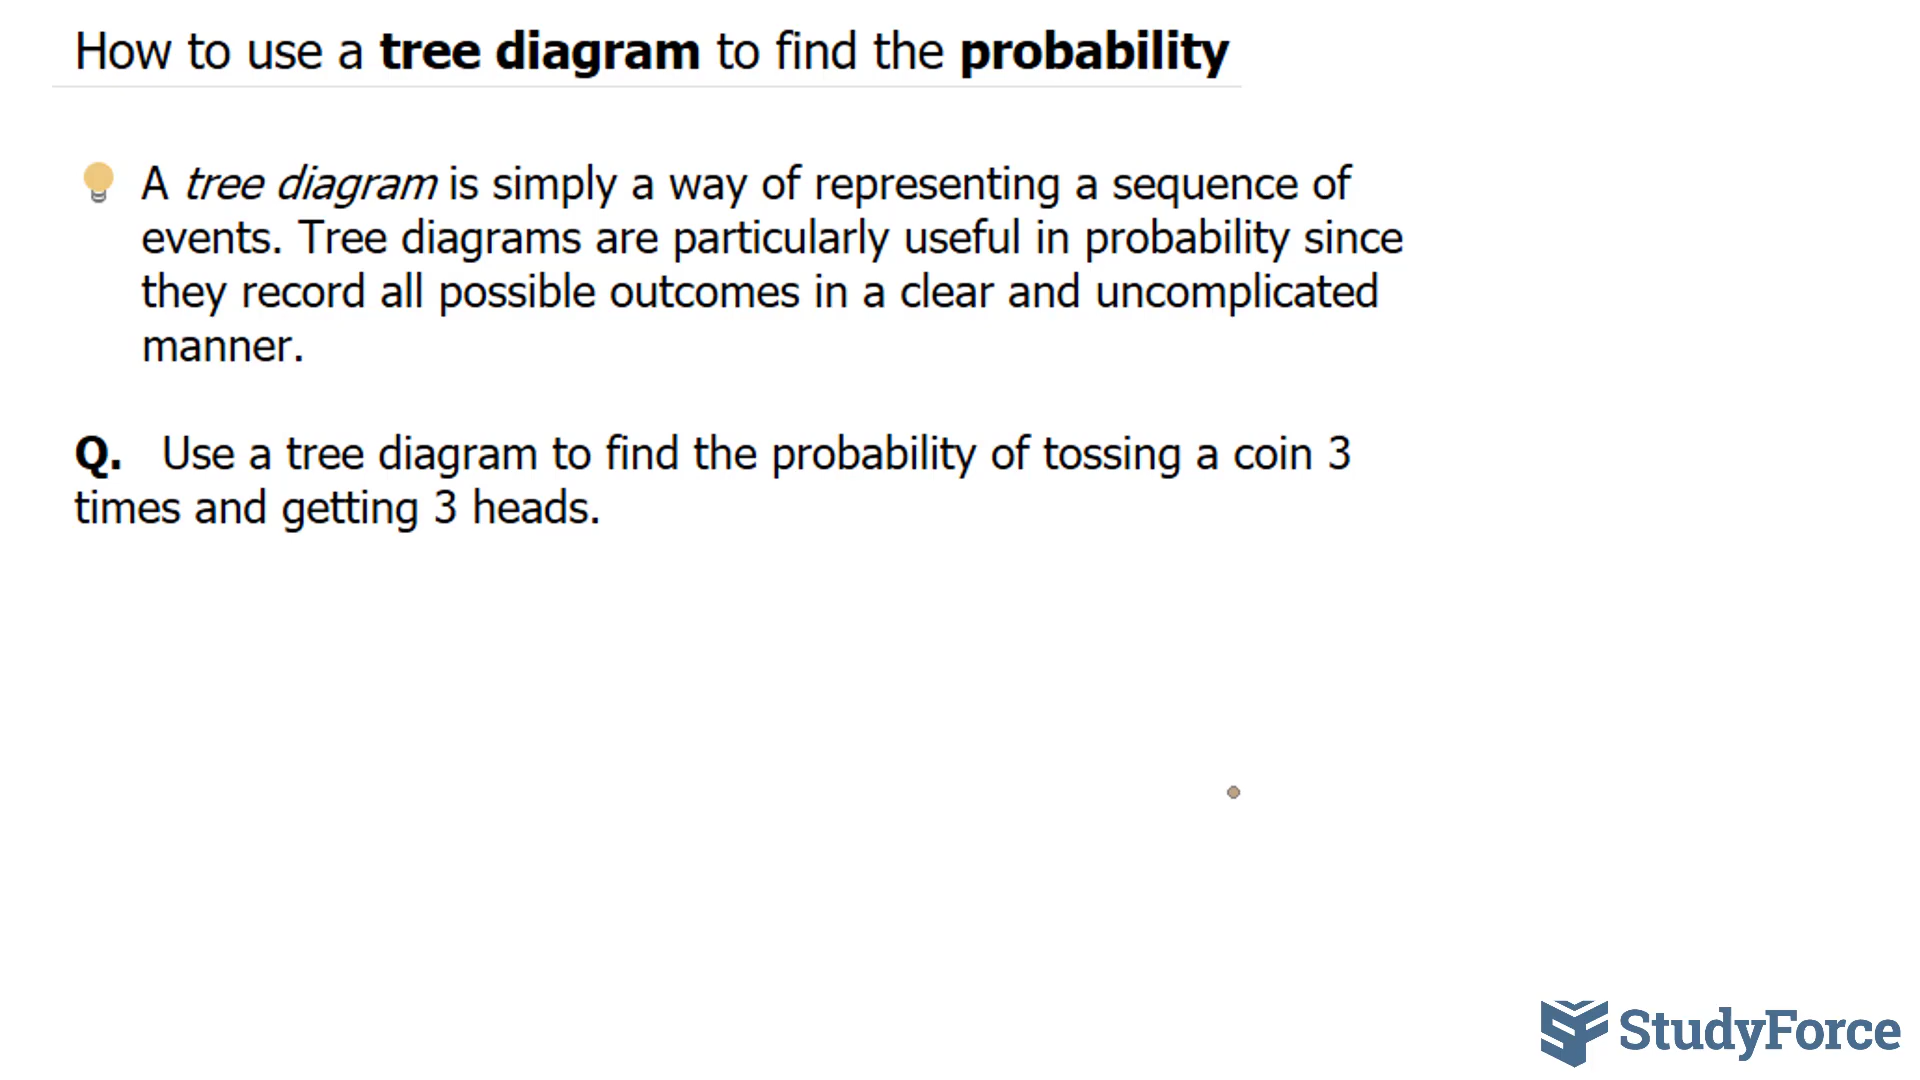 How to use a tree diagram to find the probability
A tree diagram is simply a way of representing a sequence of
events. Tree diagrams are particularly useful in probability since
they record all possible outcomes in a clear and uncomplicated
manner.
Q. Use a tree diagram to find the probability of tossing a coin 3
times and getting 3 heads.
StudyForce